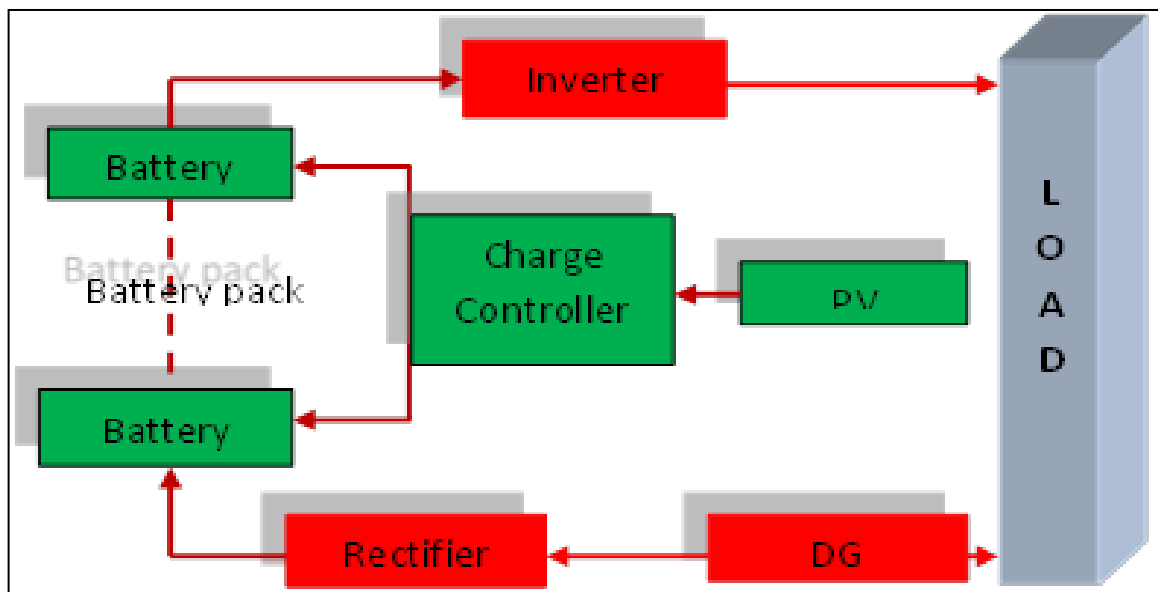 Inverter
Battery
Charge
Controller
PV
Battery pack
Battery pack
Battery
Rectifier
DG
L
O
A
D